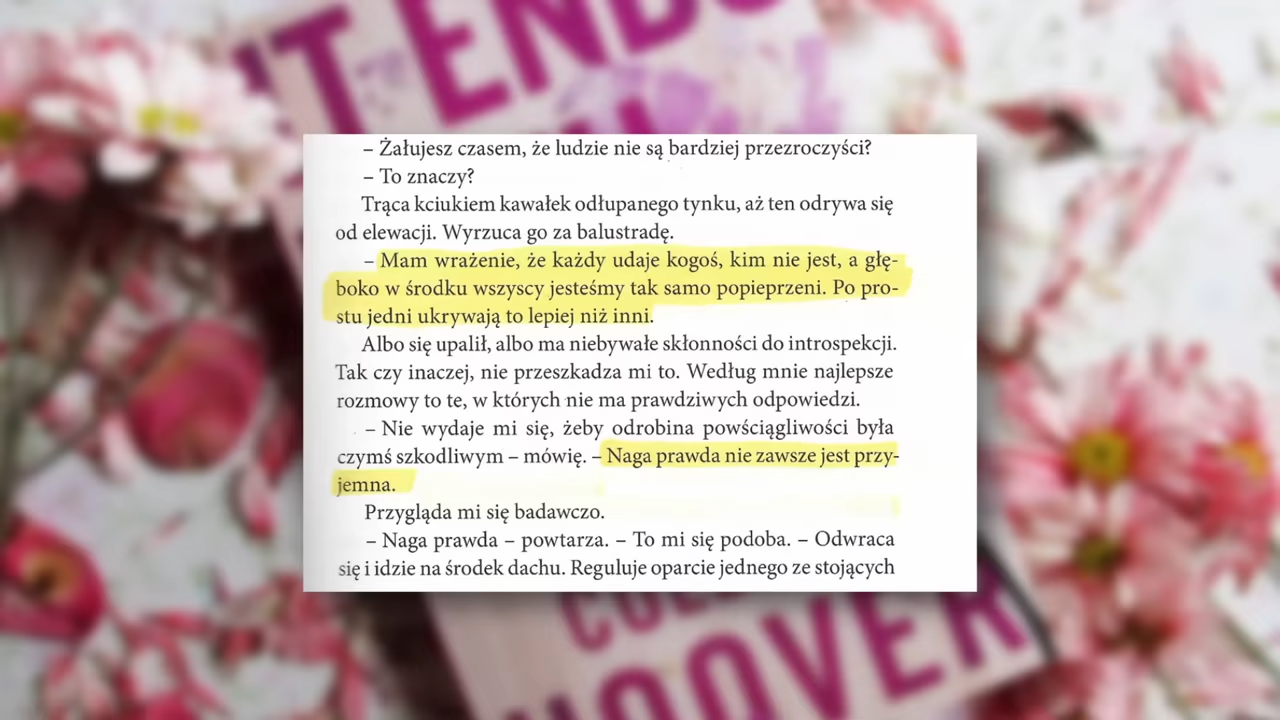 IT ENDS
– Żałujesz czasem, że ludzie nie są bardziej przezroczyści?
– To znaczy?
Trąca kciukiem kawałek odłupanego tynku, aż ten odrywa się
od elewacji. Wyrzuca go za balustradę.
– Mam wrażenie, że każdy udaje kogoś, kim nie jest, a głę-
boko w środku wszyscy jesteśmy tak samo popieprzeni. Po pro-
stu jedni ukrywają to lepiej niż inni.
Albo się upalił, albo ma niebywałe skłonności do introspekcji.
Tak czy inaczej, nie przeszkadza mi to. Według mnie najlepsze
rozmowy to te, w których nie ma prawdziwych odpowiedzi.
– Nie wydaje mi się, żeby odrobina powściągliwości była
czymś szkodliwym – mówię. – Naga prawda nie zawsze jest przy-
jemna.
Przygląda mi się badawczo.
– Naga prawda – powtarza. – To mi się podoba. – Odwraca
się i idzie na środek dachu. Reguluje oparcie jednego ze stojących
HOOVER